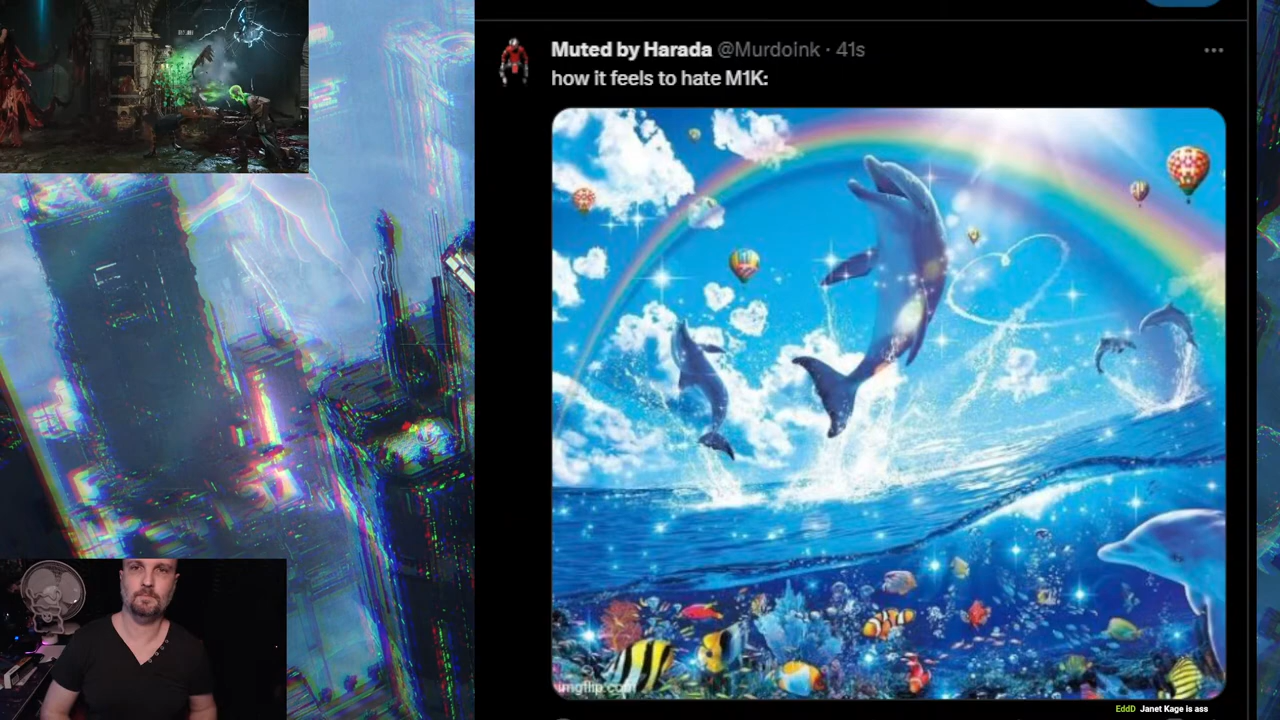 Muted by Harada @Murdoink · 41s
how it feels to hate M1K:
imgflip.com
EddD Janet Kage is ass